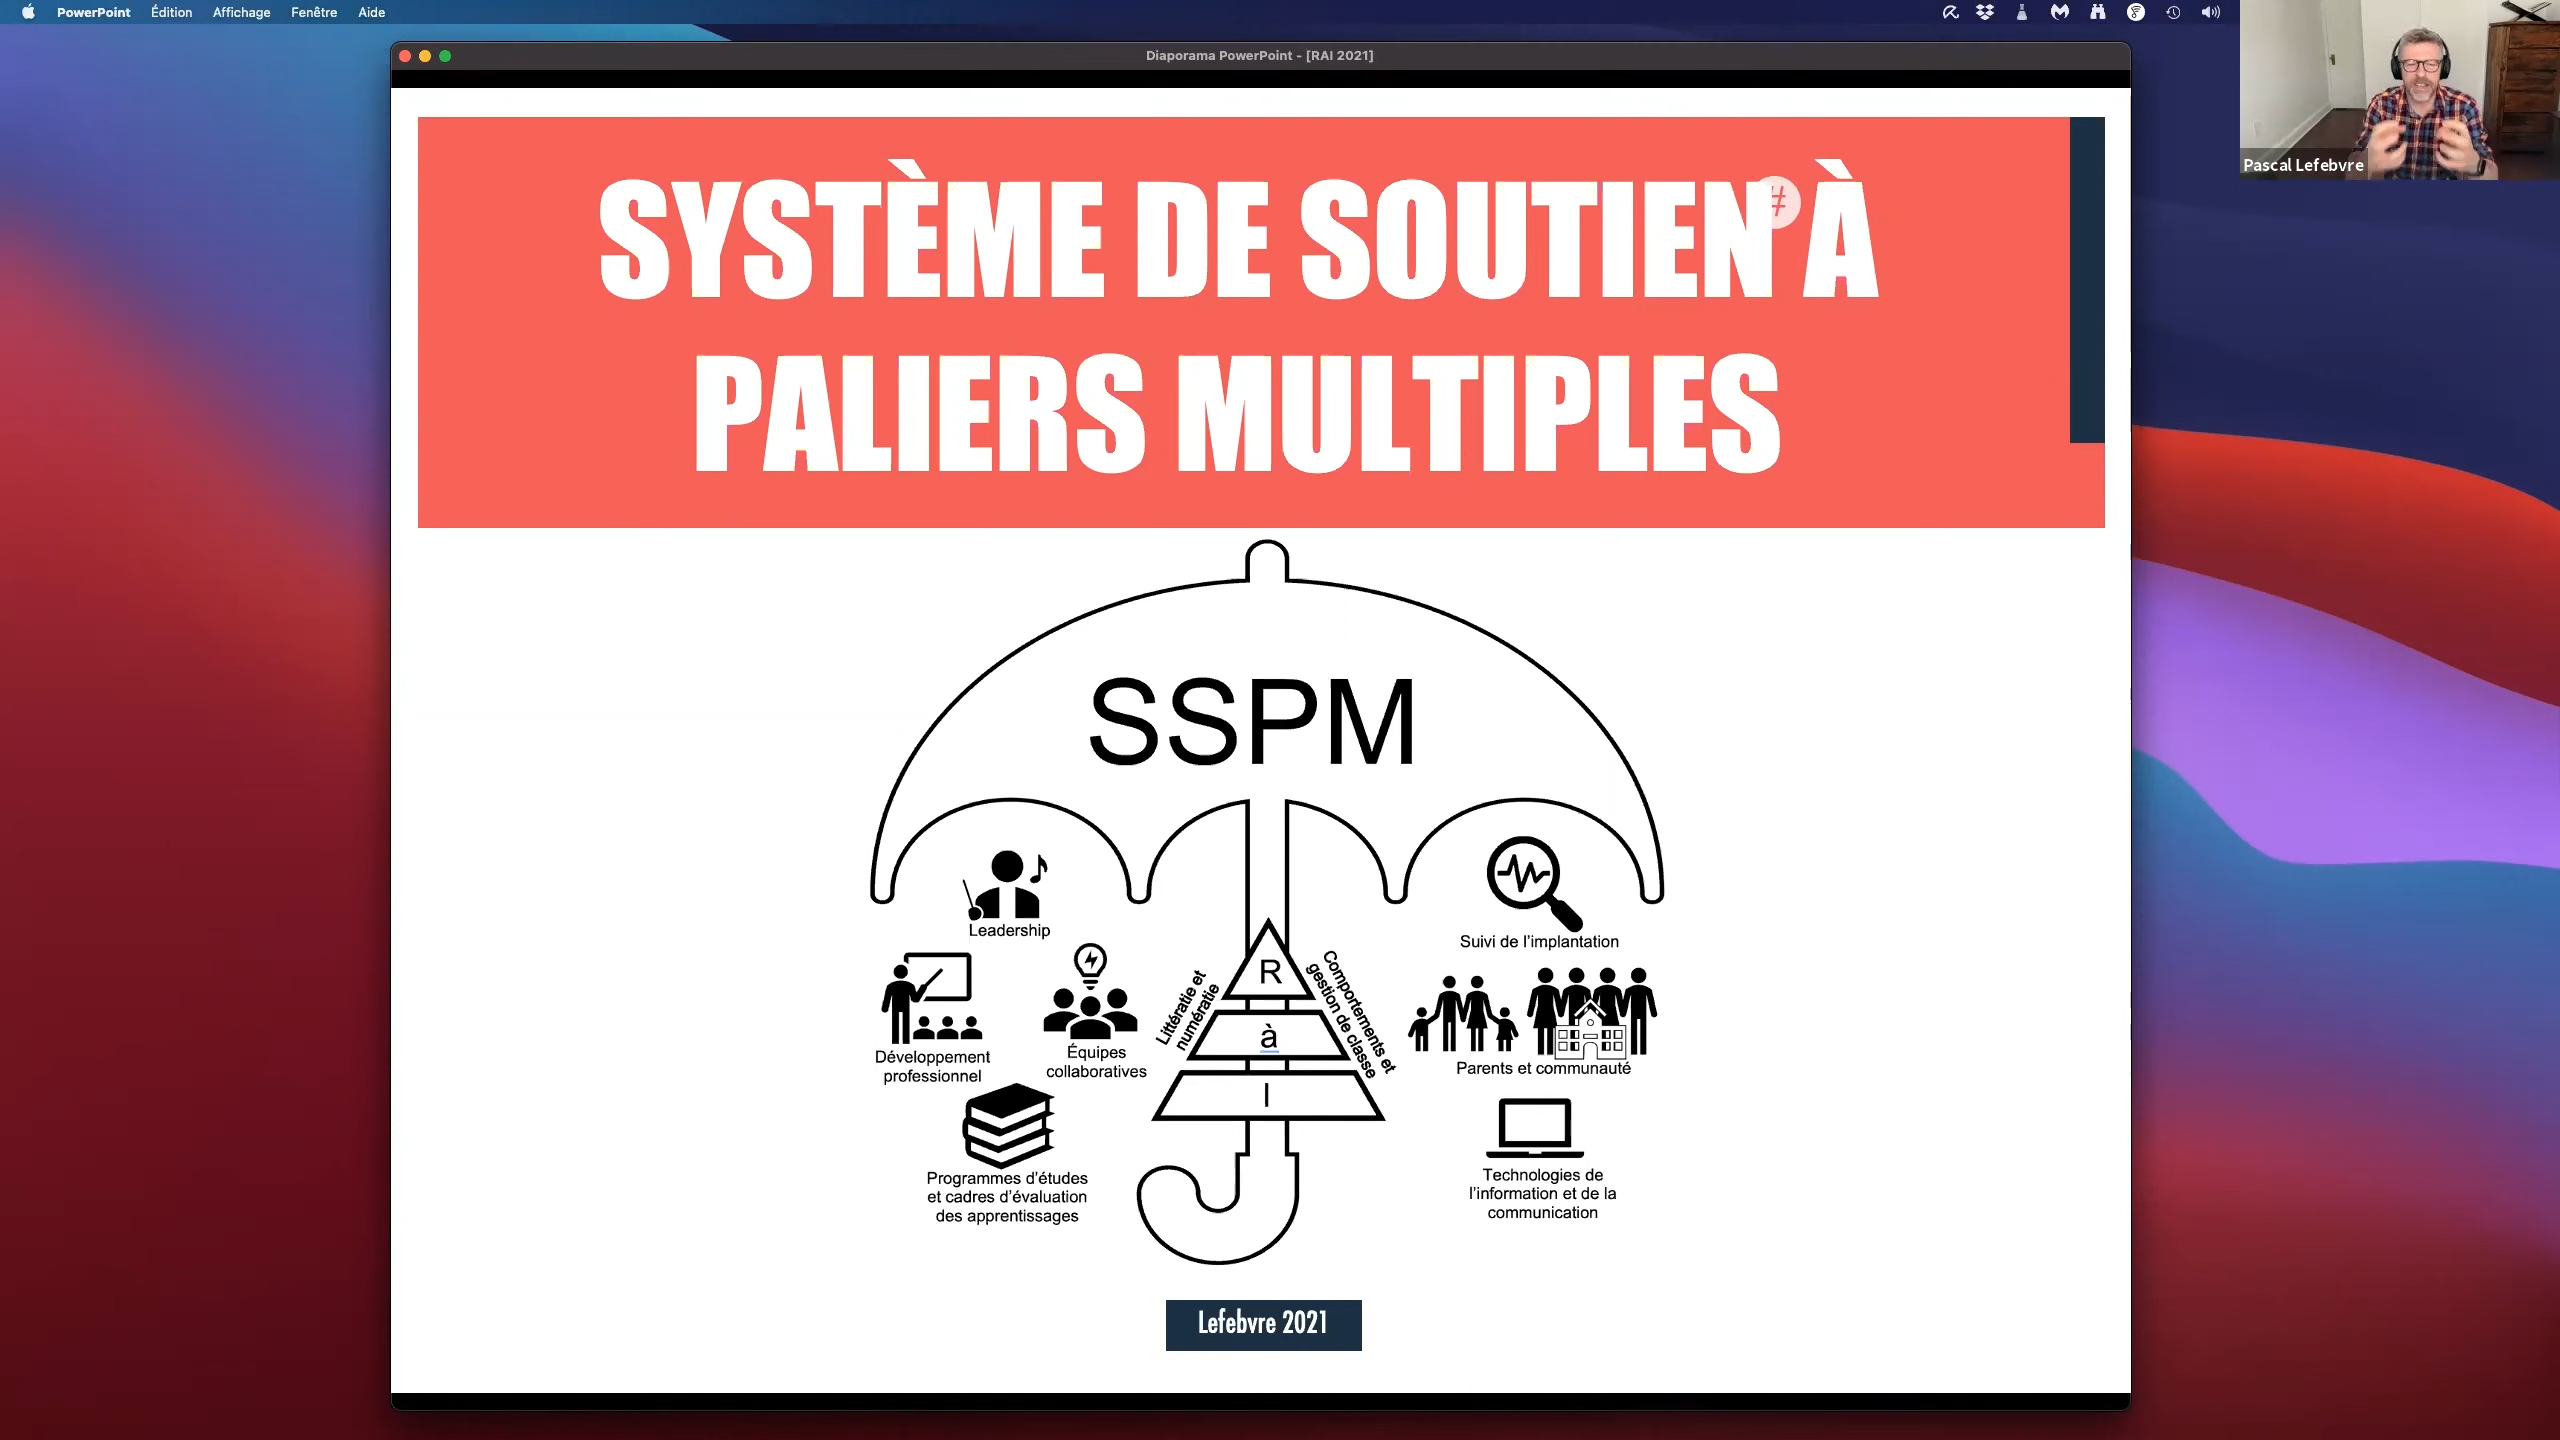 PowerPoint Édition Affichage Fenêtre Aide
Diaporama PowerPoint - [RAI 2021]
Pascal Lefebvre
SYSTÈME DE SOUTIEN À
#
PALIERS MULTIPLES
SSPM
Leadership
Développement
professionnel
Équipes
collaboratives
Programmes d'études
et cadres d'évaluation
des apprentissages
Littératie et
numératie
R
à
I
Comportements et
gestion de classe
Suivi de l'implantation
Parents et communauté
Technologies de
l'information et de la
communication
Lefebvre 2021